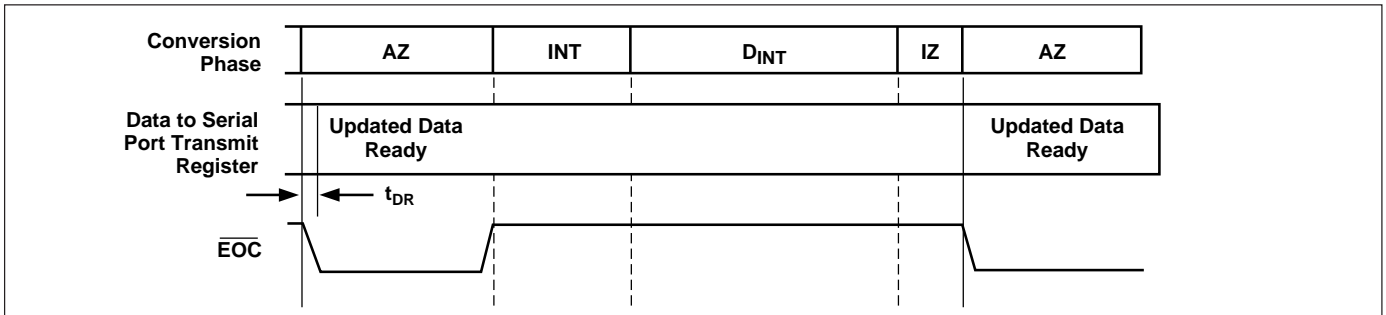 Conversion
Phase
AZ
INT
DINT
IZ
AZ
Data to Serial
Port Transmit
Register
Updated Data
Ready
Updated Data
Ready
tDR
EOC